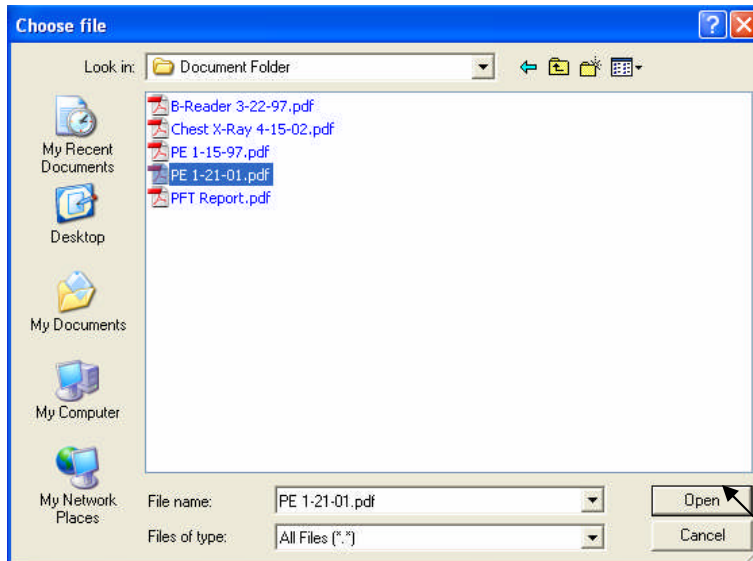 Choose file
Look in:
Document Folder
B-Reader 3-22-97.pdf
Chest X-Ray 4-15-02.pdf
PE 1-15-97.pdf
PE 1-21-01.pdf
PFT Report.pdf
My Recent
Documents
Desktop
My Documents
My Computer
My Network
Places
File name:
PE 1-21-01.pdf
Open
Files of type:
All Files (*.*)
Cancel